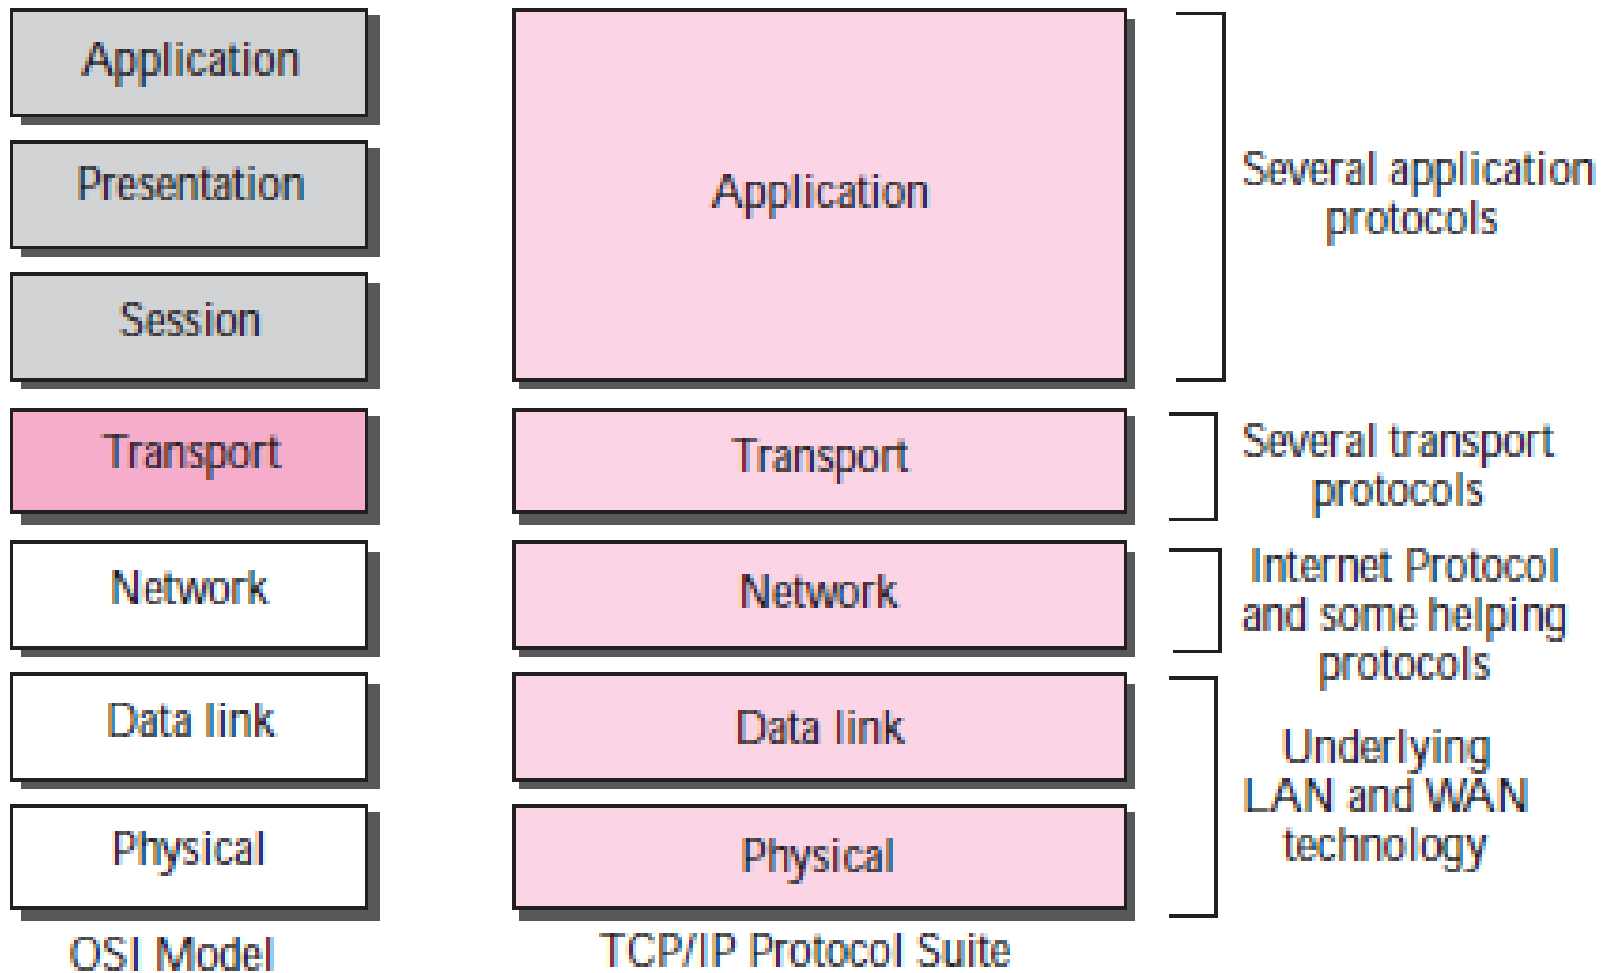 Application
Presentation
Session
Transport
Network
Data link
Physical
OSI Model
Application
Transport
Network
Data link
Physical
TCP/IP Protocol Suite
Several application
protocols
Several transport
protocols
Internet Protocol
and some helping
protocols
Underlying
LAN and WAN
technology